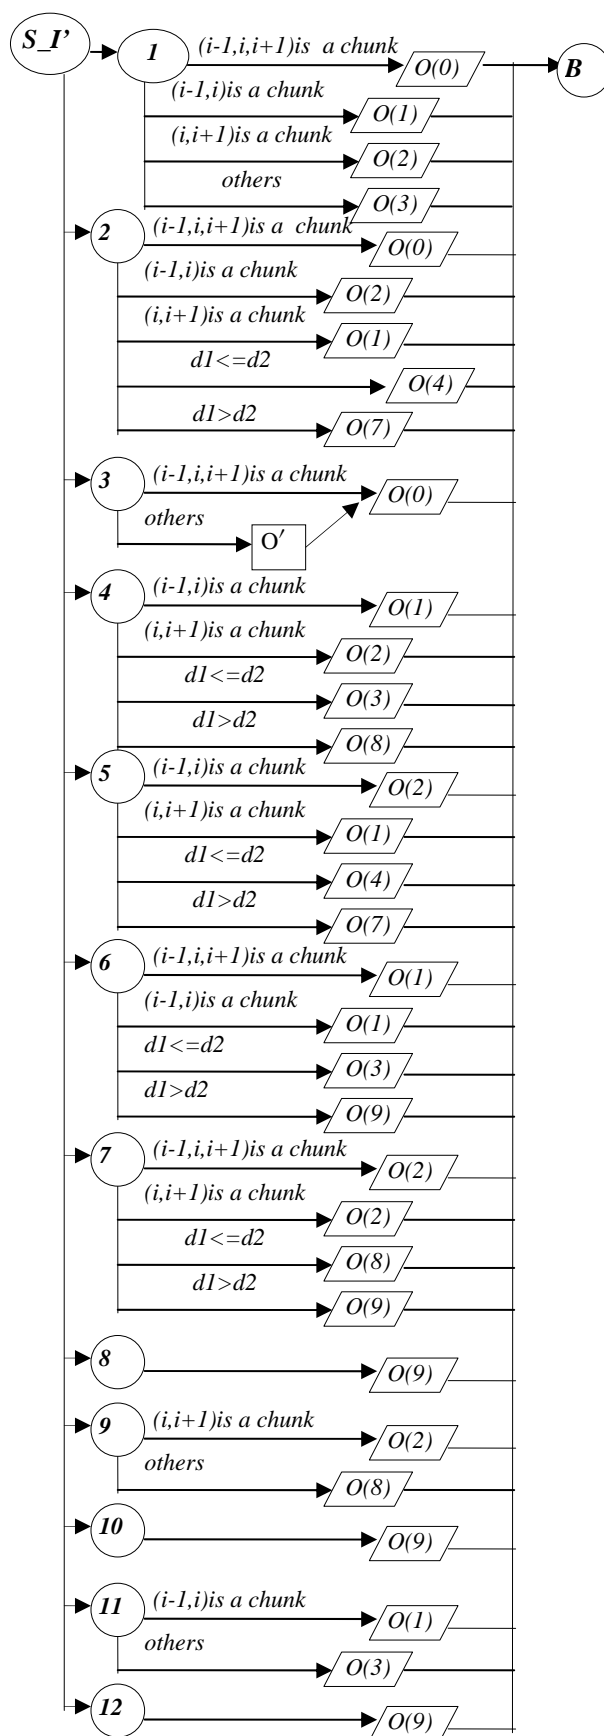 S_I' 1 (i-1,i,i+1)is a chunk O(0) B
(i-1,i)is a chunk O(1)
(i,i+1)is a chunk O(2)
others O(3)
2 (i-1,i,i+1)is a chunk O(0)
(i-1,i)is a chunk O(2)
(i,i+1)is a chunk O(1)
d1<=d2 O(4)
d1>d2 O(7)
3 (i-1,i,i+1)is a chunk O(0)
others O′
4 (i-1,i)is a chunk O(1)
(i,i+1)is a chunk O(2)
d1<=d2 O(3)
d1>d2 O(8)
5 (i-1,i)is a chunk O(2)
(i,i+1)is a chunk O(1)
d1<=d2 O(4)
d1>d2 O(7)
6 (i-1,i,i+1)is a chunk O(1)
(i-1,i)is a chunk O(1)
d1<=d2 O(3)
d1>d2 O(9)
7 (i-1,i,i+1)is a chunk O(2)
(i,i+1)is a chunk O(2)
d1<=d2 O(8)
d1>d2 O(9)
8 O(9)
9 (i,i+1)is a chunk O(2)
others O(8)
10 O(9)
11 (i-1,i)is a chunk O(1)
others O(3)
12 O(9)